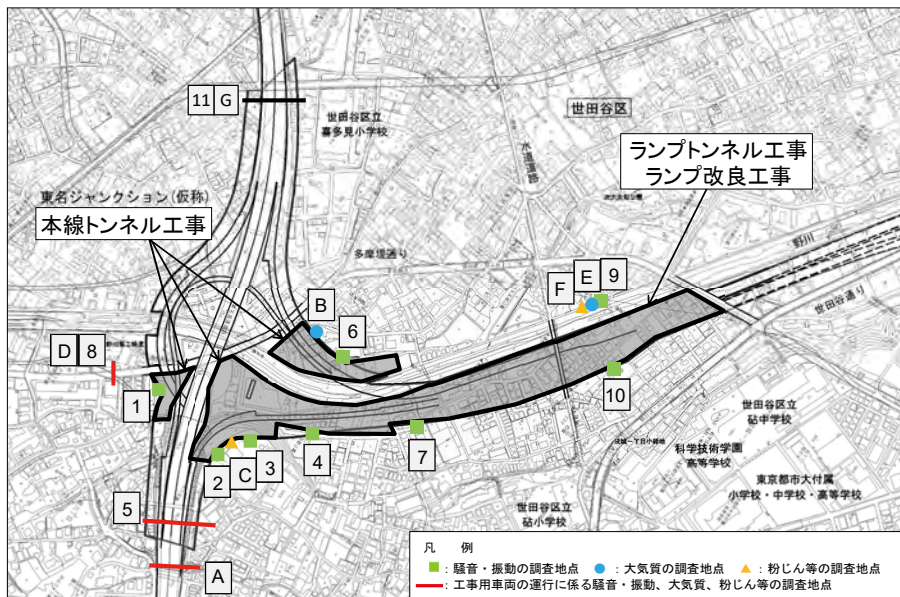 11 G
世田谷区立
喜多見小学校
世田谷区
水道道路
ランプトンネル工事
ランプ改良工事
東名ジャンクション(仮称)
本線トンネル工事
多摩堤通り
野川
世田谷通り
F E 9
B
6
D 8
1
10
2 C 3 4 7
世田谷区立
砧中学校
科学技術学園
高等学校
東京都市大付属
小学校・中学校・高等学校
5
世田谷区立
砧小学校
A
凡 例
:騒音・振動の調査地点 :大気質の調査地点 :粉じん等の調査地点
:工事用車両の運行に係る騒音・振動、大気質、粉じん等の調査地点